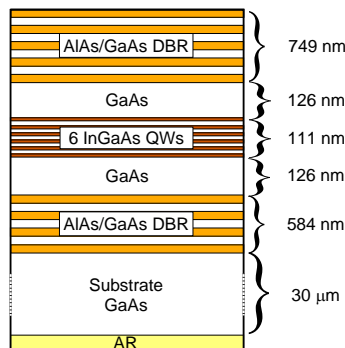 AlAs/GaAs DBR
749 nm
GaAs
126 nm
6 InGaAs QWs
111 nm
GaAs
126 nm
AlAs/GaAs DBR
584 nm
Substrate
GaAs
30 μm
AR